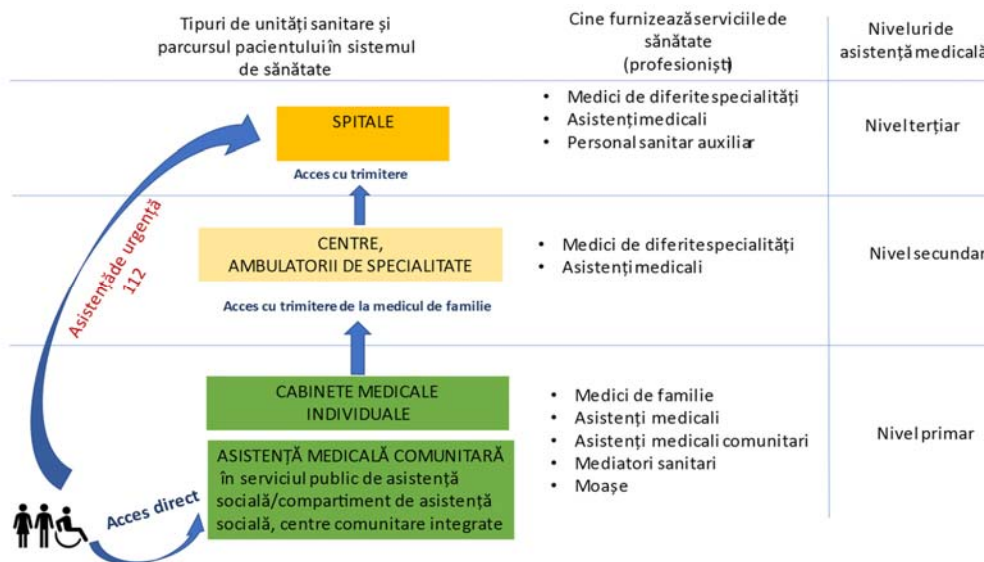 Tipuri de unități sanitare și
parcursul pacientului în sistemul
de sănătate
Cine furnizează serviciile de
sănătate
(profesioniști)
Niveluri de
asistență medicală
SPITALE
Acces cu trimitere
• Medici de diferite specialități
• Asistenți medicali
• Personal sanitar auxiliar
Nivel terțiar
Asistență de urgență
112
CENTRE,
AMBULATORII DE SPECIALITATE
Acces cu trimitere de la medicul de familie
• Medici de diferite specialități
• Asistenți medicali
Nivel secundar
CABINETE MEDICALE
INDIVIDUALE
ASISTENȚĂ MEDICALĂ COMUNITARĂ
în serviciul public de asistență
socială/compartiment de asistență
socială, centre comunitare integrate
Acces direct
• Medici de familie
• Asistenți medicali
• Asistenți medicali comunitari
• Mediatori sanitari
• Moașe
Nivel primar